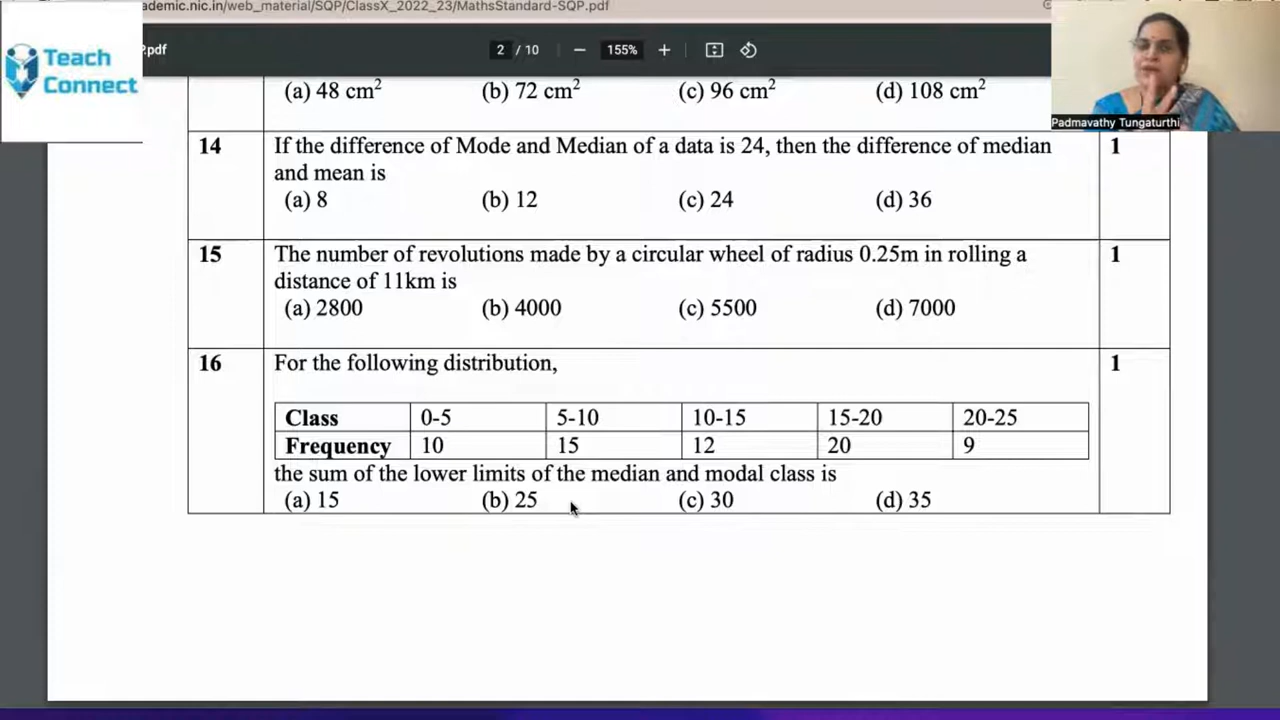 ademic.nic.in/web_material/SQP/ClassX_2022_23/MathsStandard-SQP.pdf
Teach
Connect
.pdf
2 / 10
155%
(a) 48 cm² (b) 72 cm² (c) 96 cm² (d) 108 cm²
Padmavathy Tungaturthi
14 If the difference of Mode and Median of a data is 24, then the difference of median 1
and mean is
(a) 8 (b) 12 (c) 24 (d) 36
15 The number of revolutions made by a circular wheel of radius 0.25m in rolling a 1
distance of 11km is
(a) 2800 (b) 4000 (c) 5500 (d) 7000
16 For the following distribution, 1
Class 0-5 5-10 10-15 15-20 20-25
Frequency 10 15 12 20 9
the sum of the lower limits of the median and modal class is
(a) 15 (b) 25 (c) 30 (d) 35